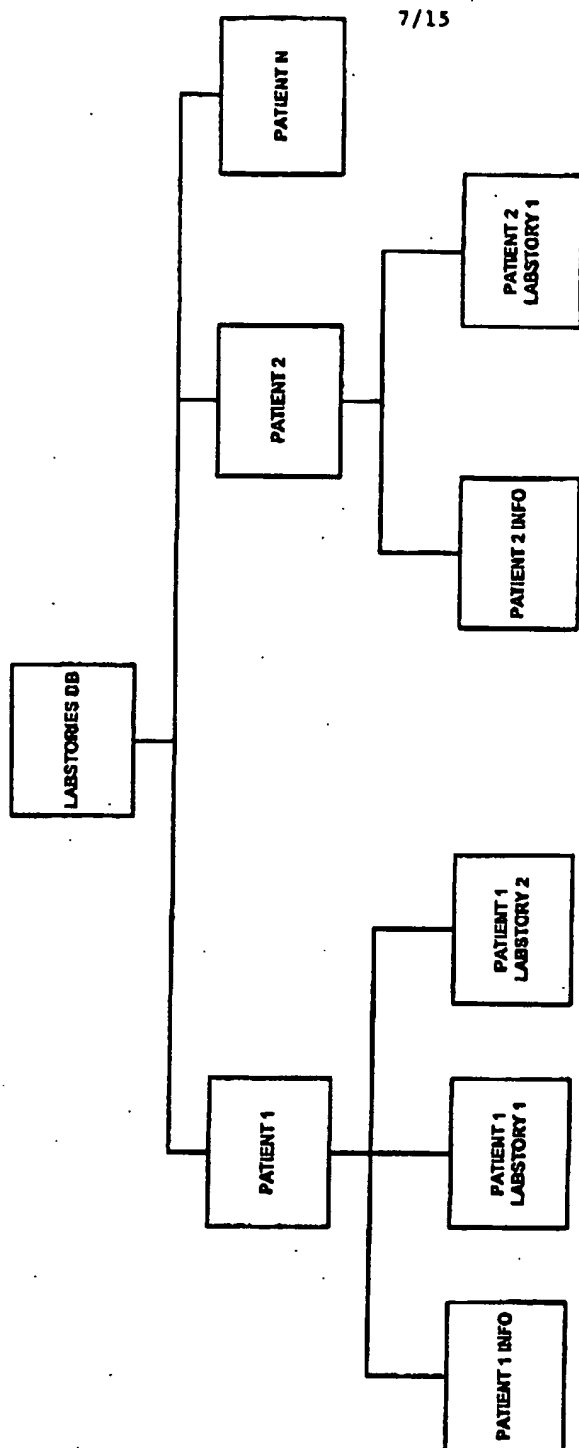 7/15
LABSTORIES DB
PATIENT 1
PATIENT 2
PATIENT N
PATIENT 1 INFO
PATIENT 1
LABSTORY 1
PATIENT 1
LABSTORY 2
PATIENT 2 INFO
PATIENT 2
LABSTORY 1